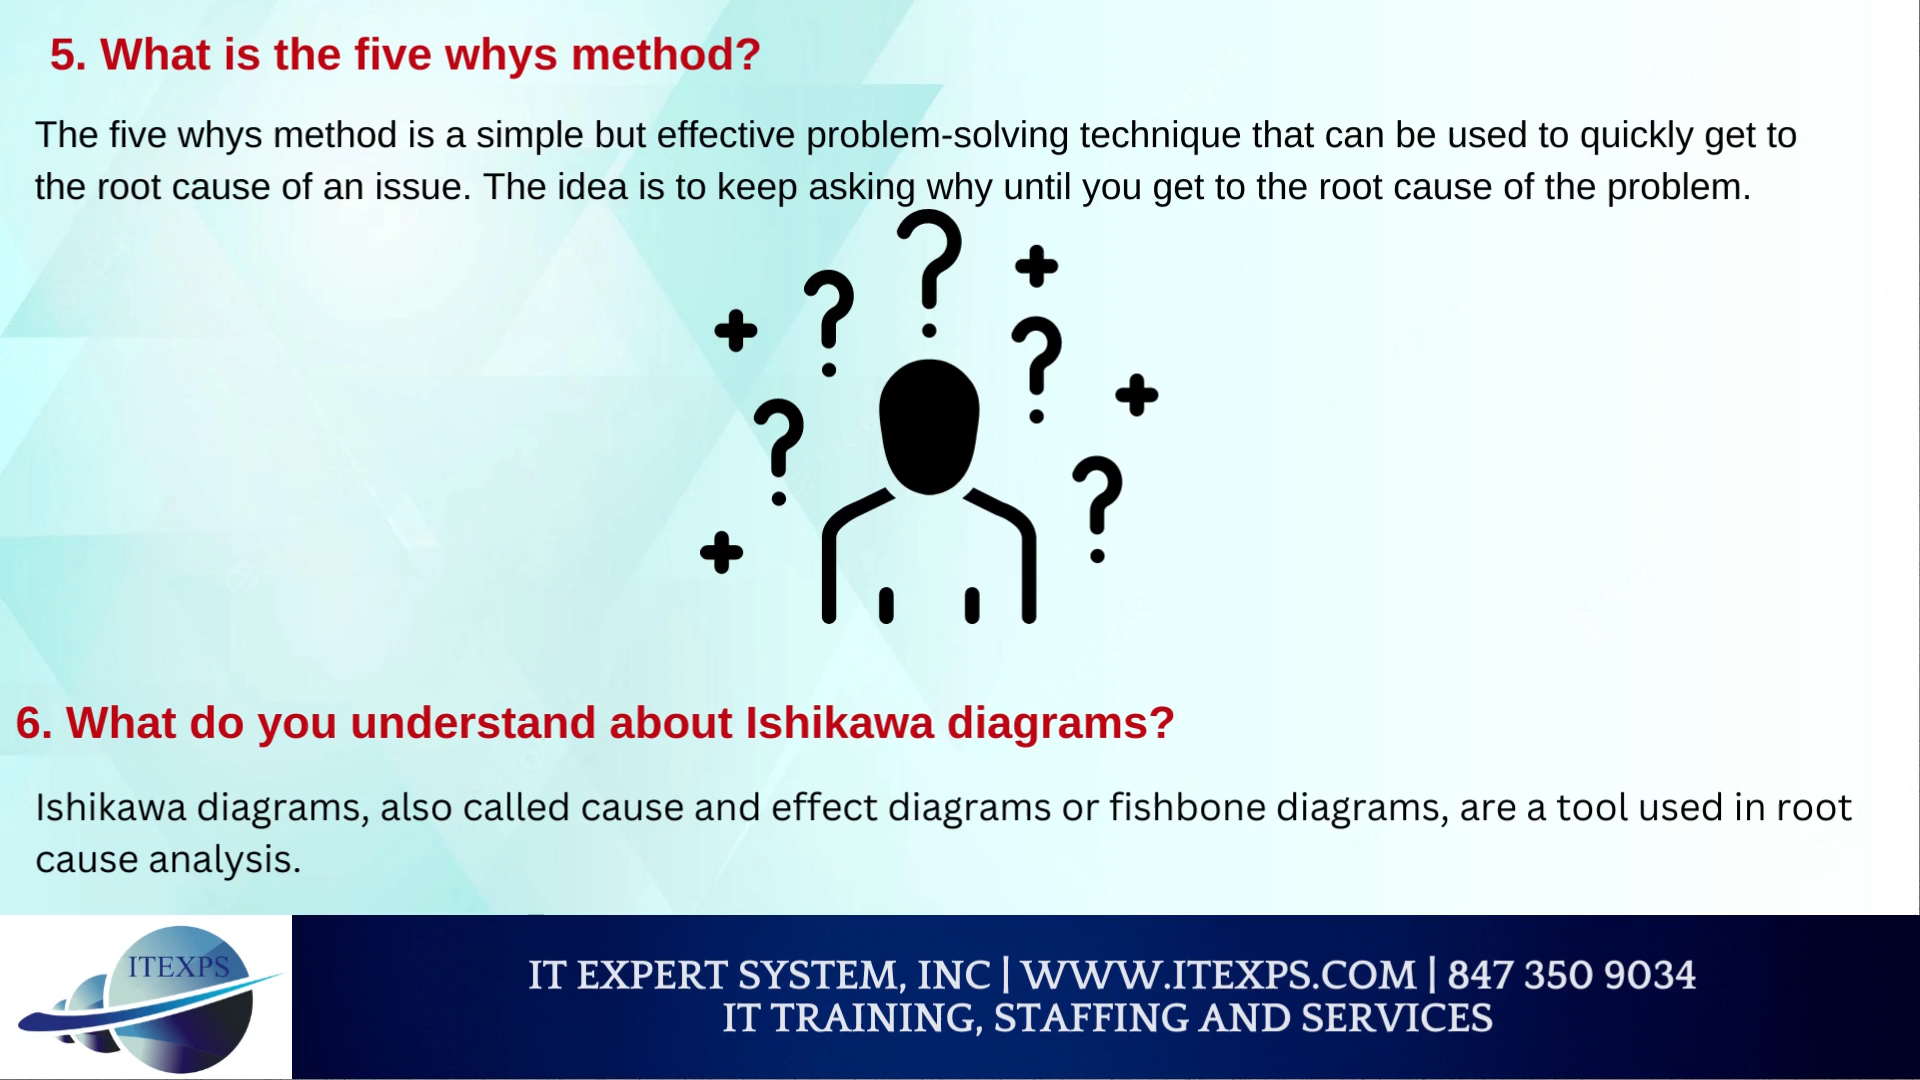 5. What is the five whys method?
The five whys method is a simple but effective problem-solving technique that can be used to quickly get to
the root cause of an issue. The idea is to keep asking why until you get to the root cause of the problem.
6. What do you understand about Ishikawa diagrams?
Ishikawa diagrams, also called cause and effect diagrams or fishbone diagrams, are a tool used in root
cause analysis.
ITEXPS
IT EXPERT SYSTEM, INC | WWW.ITEXPS.COM | 847 350 9034
IT TRAINING, STAFFING AND SERVICES